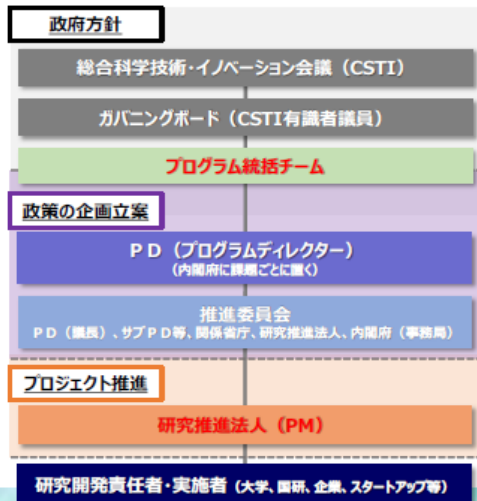 政府方針
総合科学技術・イノベーション会議（CSTI）
ガバニングボード（CSTI有識者議員）
プログラム統括チーム
政策の企画立案
ＰＤ（プログラムディレクター）
（内閣府に課題ごとに置く）
推進委員会
ＰＤ（議長）、サブＰＤ等、関係省庁、研究推進法人、内閣府（事務局）
プロジェクト推進
研究推進法人（PM）
研究開発責任者・実施者（大学、国研、企業、スタートアップ等）